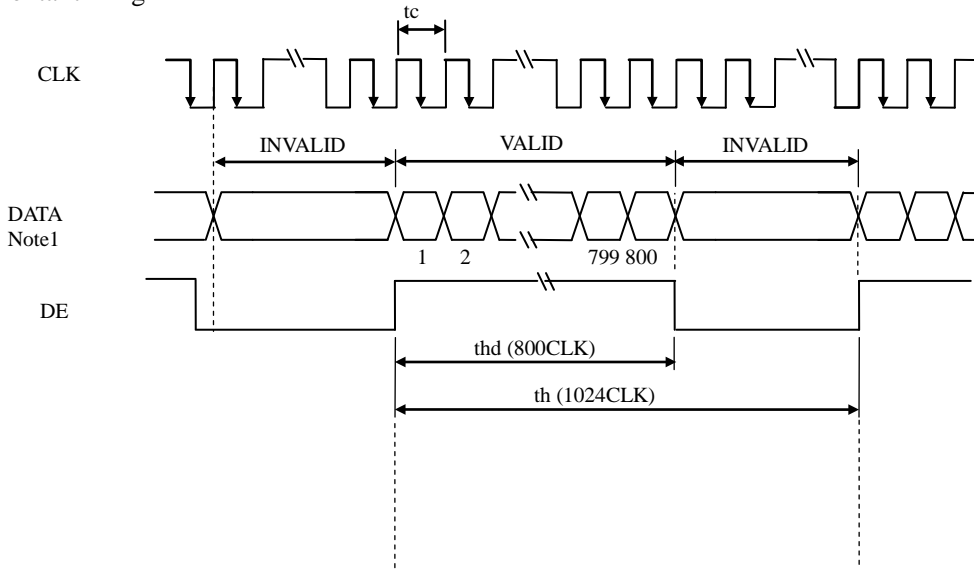 tc
CLK
INVALID VALID INVALID
DATA
Note1
1 2 799 800
DE
thd (800CLK)
th (1024CLK)